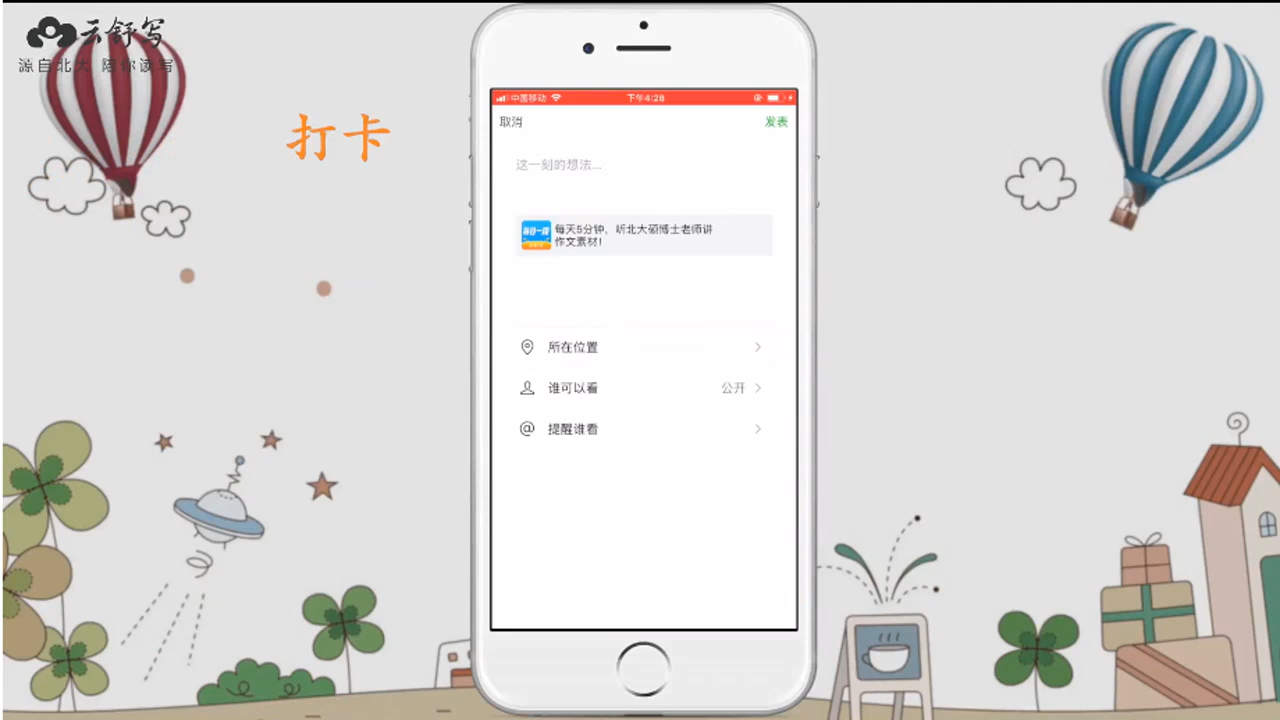 云舒写
源自北大 陪你读写
打卡
中国移动
下午4:28
取消
发表
这一刻的想法...
每天5分钟，听北大硕博士老师讲
作文素材！
所在位置
谁可以看
公开
提醒谁看